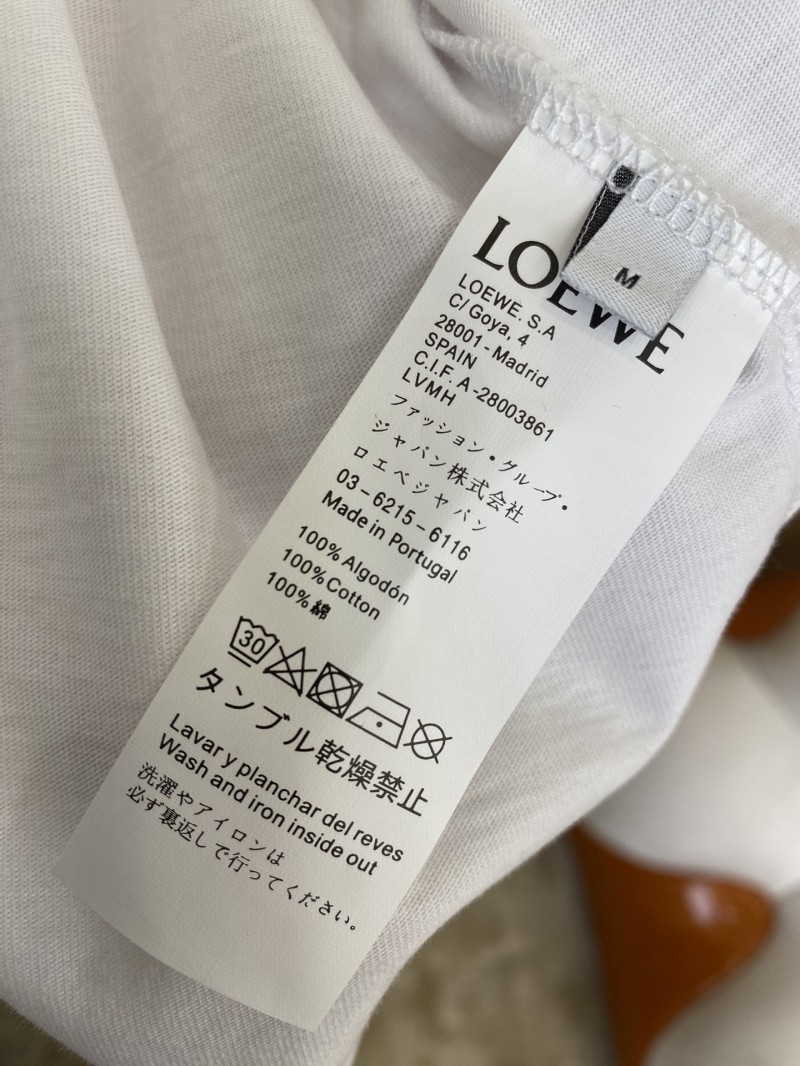 LOEWE
M
LOEWE. S.A
C/ Goya, 4
28001 - Madrid
SPAIN
C.I.F. A -28003861
LVMH
ファッション・グループ・
ジャパン株式会社
ロエベジャパン
03-6215-6116
Made in Portugal
100% Algodón
100% Cotton
100% 綿
30
タンブル乾燥禁止
Lavar y planchar del reves
Wash and iron inside out
洗濯やアイロンは
必ず裏返しで行ってください。